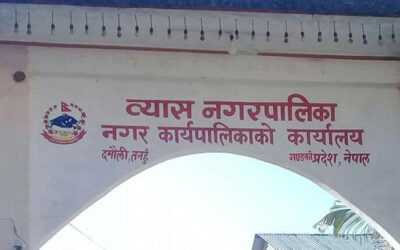 व्यास नगरपालिका
नगर कार्यपालिकाको कार्यालय
दमौली, तनहुँ
गण्डकी प्रदेश, नेपाल